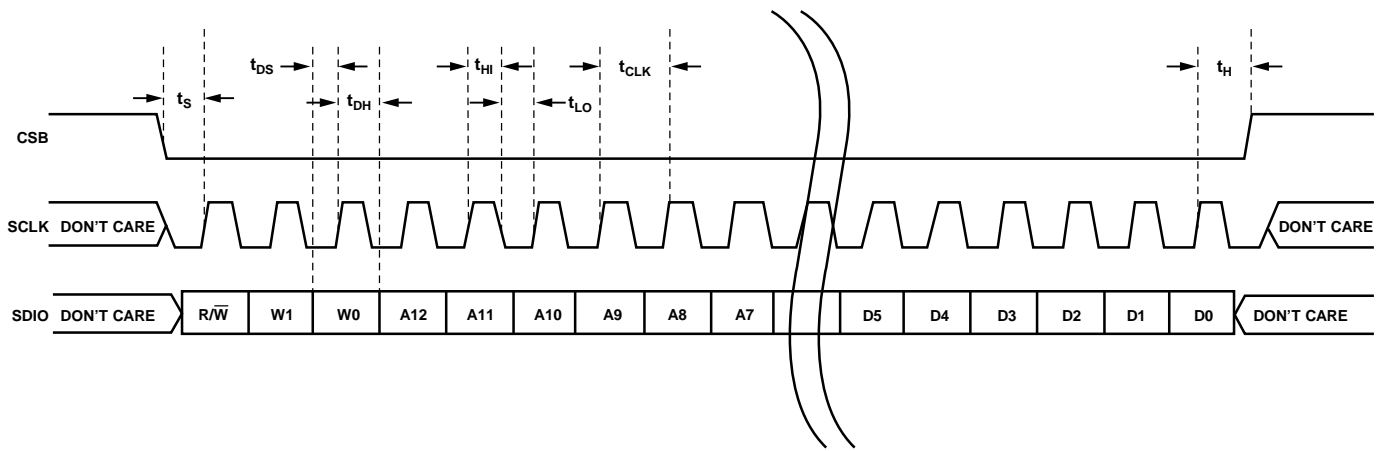 tDS
tHI
tCLK
tH
tS
tDH
tLO
CSB
SCLK DON'T CARE DON'T CARE
SDIO DON'T CARE R/W̅ W1 W0 A12 A11 A10 A9 A8 A7 D5 D4 D3 D2 D1 D0 DON'T CARE